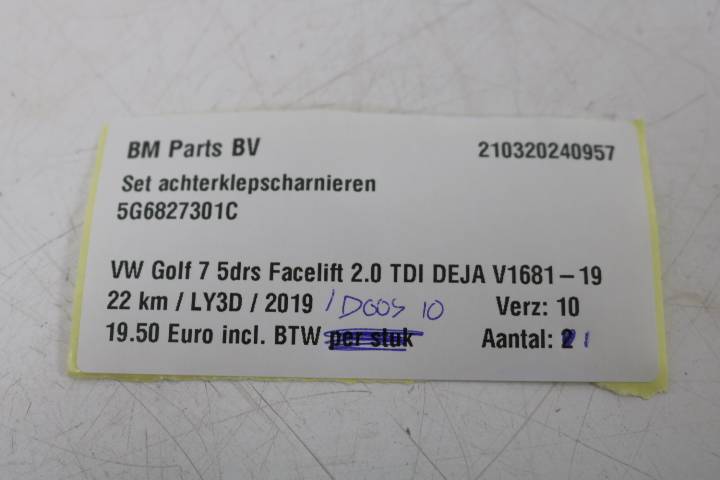 BM Parts BV 210320240957
Set achterklepscharnieren
5G6827301C
VW Golf 7 5drs Facelift 2.0 TDI DEJA V1681-19
22 km / LY3D / 2019 / DOOS 10 Verz: 10
19.50 Euro incl. BTW per stuk Aantal: 2 1